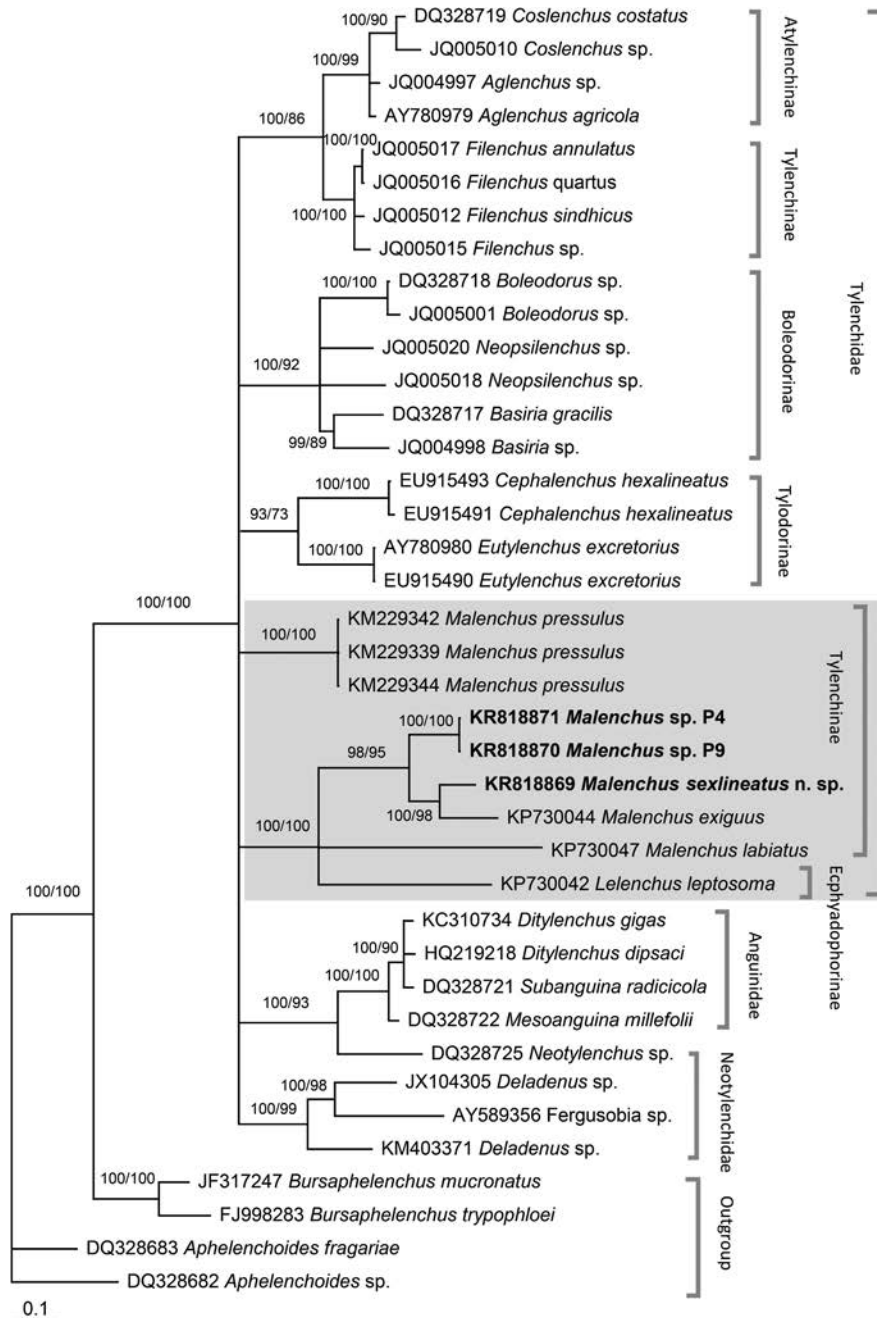 100/90
DQ328719 Coslenchus costatus
JQ005010 Coslenchus sp.
100/99
JQ004997 Aglenchus sp.
AY780979 Aglenchus agricola
Atylenchinae
100/86
100/100
JQ005017 Filenchus annulatus
JQ005016 Filenchus quartus
JQ005012 Filenchus sindhicus
100/100
JQ005015 Filenchus sp.
Tylenchinae
100/100
DQ328718 Boleodorus sp.
JQ005001 Boleodorus sp.
JQ005020 Neopsilenchus sp.
100/92
JQ005018 Neopsilenchus sp.
DQ328717 Basiria gracilis
99/89
JQ004998 Basiria sp.
Boleodorinae
Tylenchidae
100/100
EU915493 Cephalenchus hexalineatus
EU915491 Cephalenchus hexalineatus
93/73
100/100
AY780980 Eutylenchus excretorius
EU915490 Eutylenchus excretorius
Tylodorinae
100/100
KM229342 Malenchus pressulus
100/100
KM229339 Malenchus pressulus
KM229344 Malenchus pressulus
100/100
KR818871 Malenchus sp. P4
KR818870 Malenchus sp. P9
98/95
KR818869 Malenchus sexlineatus n. sp.
100/98
KP730044 Malenchus exiguus
100/100
KP730047 Malenchus labiatus
Tylenchinae
KP730042 Lelenchus leptosoma
Ecphyadophorinae
100/100
KC310734 Ditylenchus gigas
100/90
HQ219218 Ditylenchus dipsaci
100/100
DQ328721 Subanguina radicicola
DQ328722 Mesoanguina millefolii
Anguinidae
100/93
DQ328725 Neotylenchus sp.
100/98
JX104305 Deladenus sp.
AY589356 Fergusobia sp.
100/99
KM403371 Deladenus sp.
Neotylenchidae
100/100
JF317247 Bursaphelenchus mucronatus
FJ998283 Bursaphelenchus trypophloei
DQ328683 Aphelenchoides fragariae
DQ328682 Aphelenchoides sp.
Outgroup
0.1